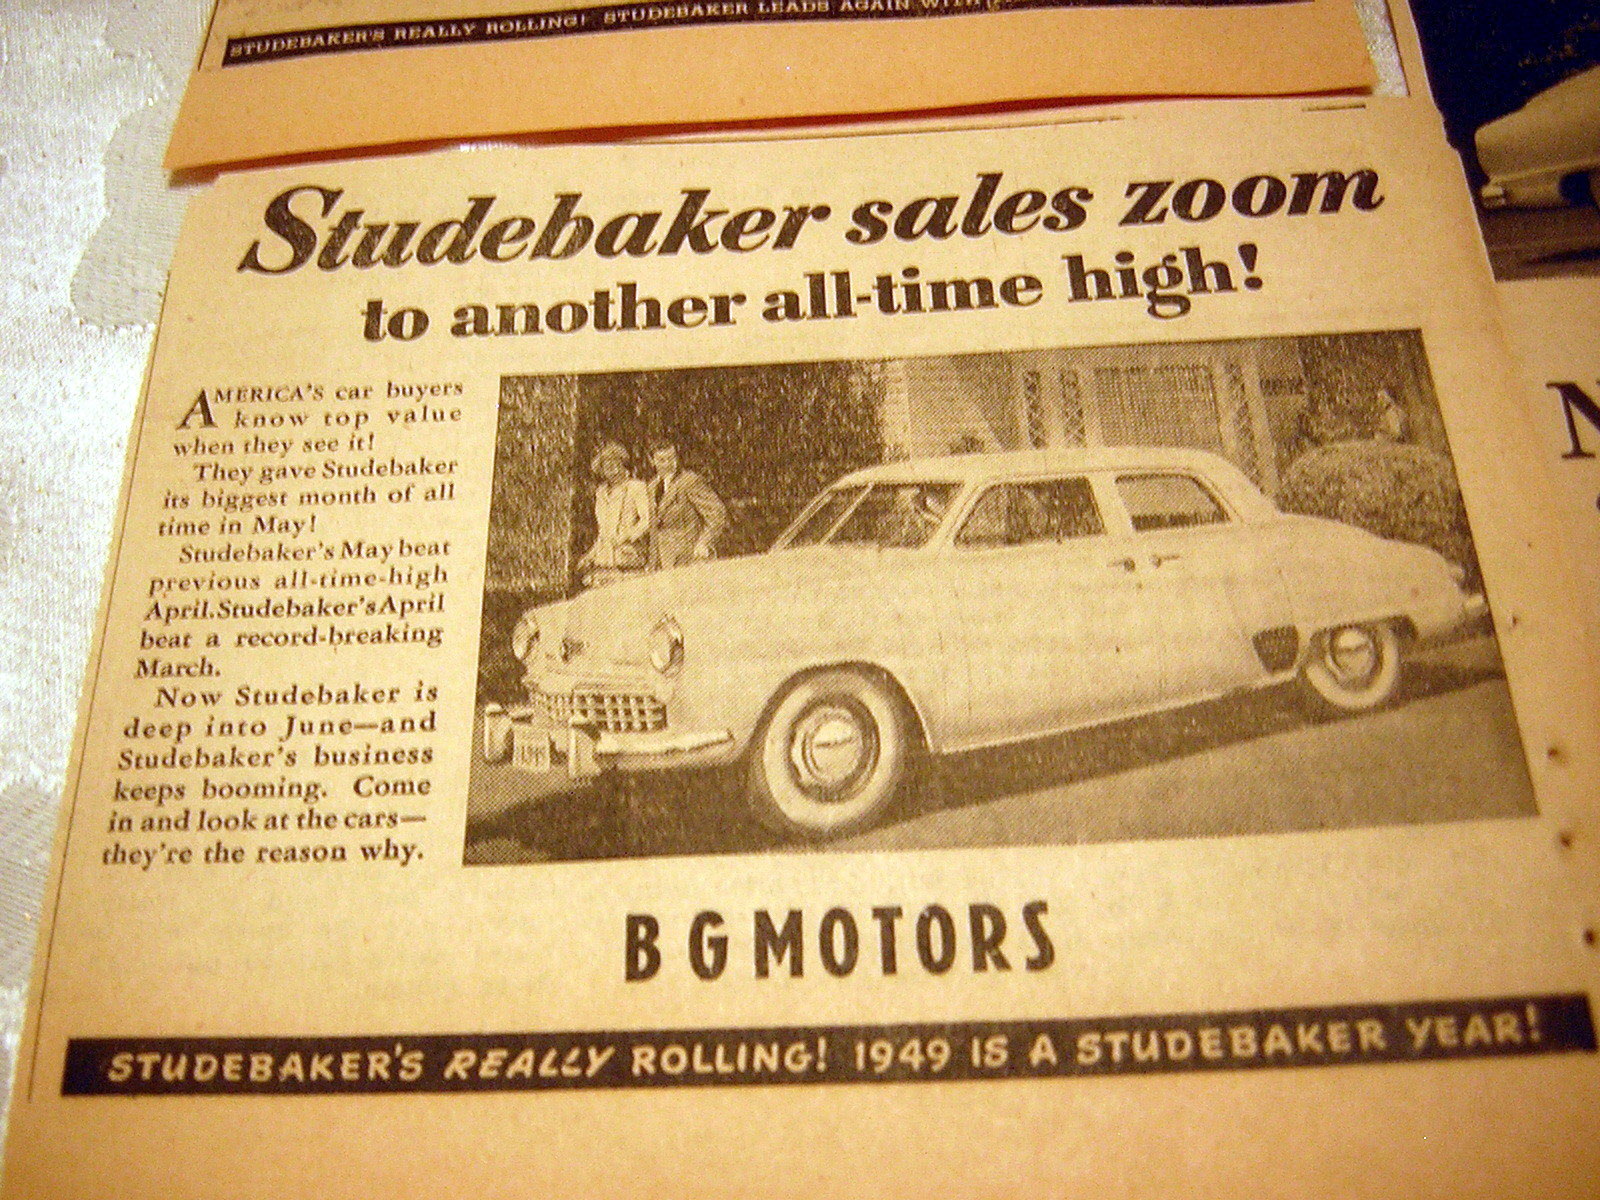 STUDEBAKER'S REALLY ROLLING! STUDEBAKER LEADS AGAIN WITH
Studebaker sales zoom
to another all-time high!
AMERICA'S car buyers
know top value
when they see it!
They gave Studebaker
its biggest month of all
time in May!
Studebaker's May beat
previous all-time-high
April. Studebaker's April
beat a record-breaking
March.
Now Studebaker is
deep into June—and
Studebaker's business
keeps booming. Come
in and look at the cars—
they're the reason why.
B G MOTORS
STUDEBAKER'S REALLY ROLLING! 1949 IS A STUDEBAKER YEAR!
N